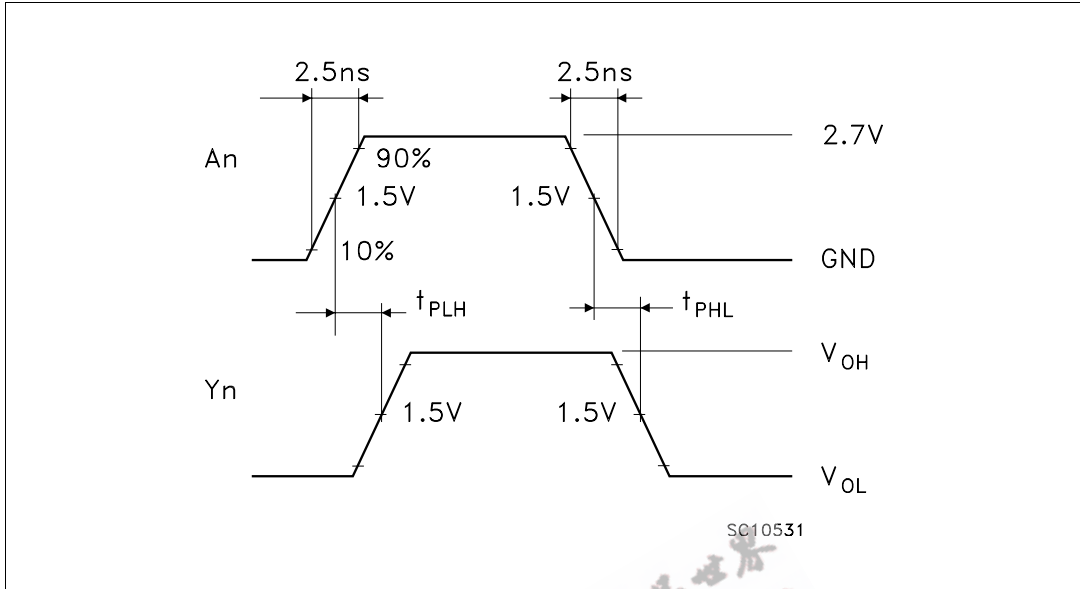 2.5ns 2.5ns
2.7V
An
90%
1.5V 1.5V
10%
GND
tPLH tPHL
VOH
Yn
1.5V 1.5V
VOL
SC10531